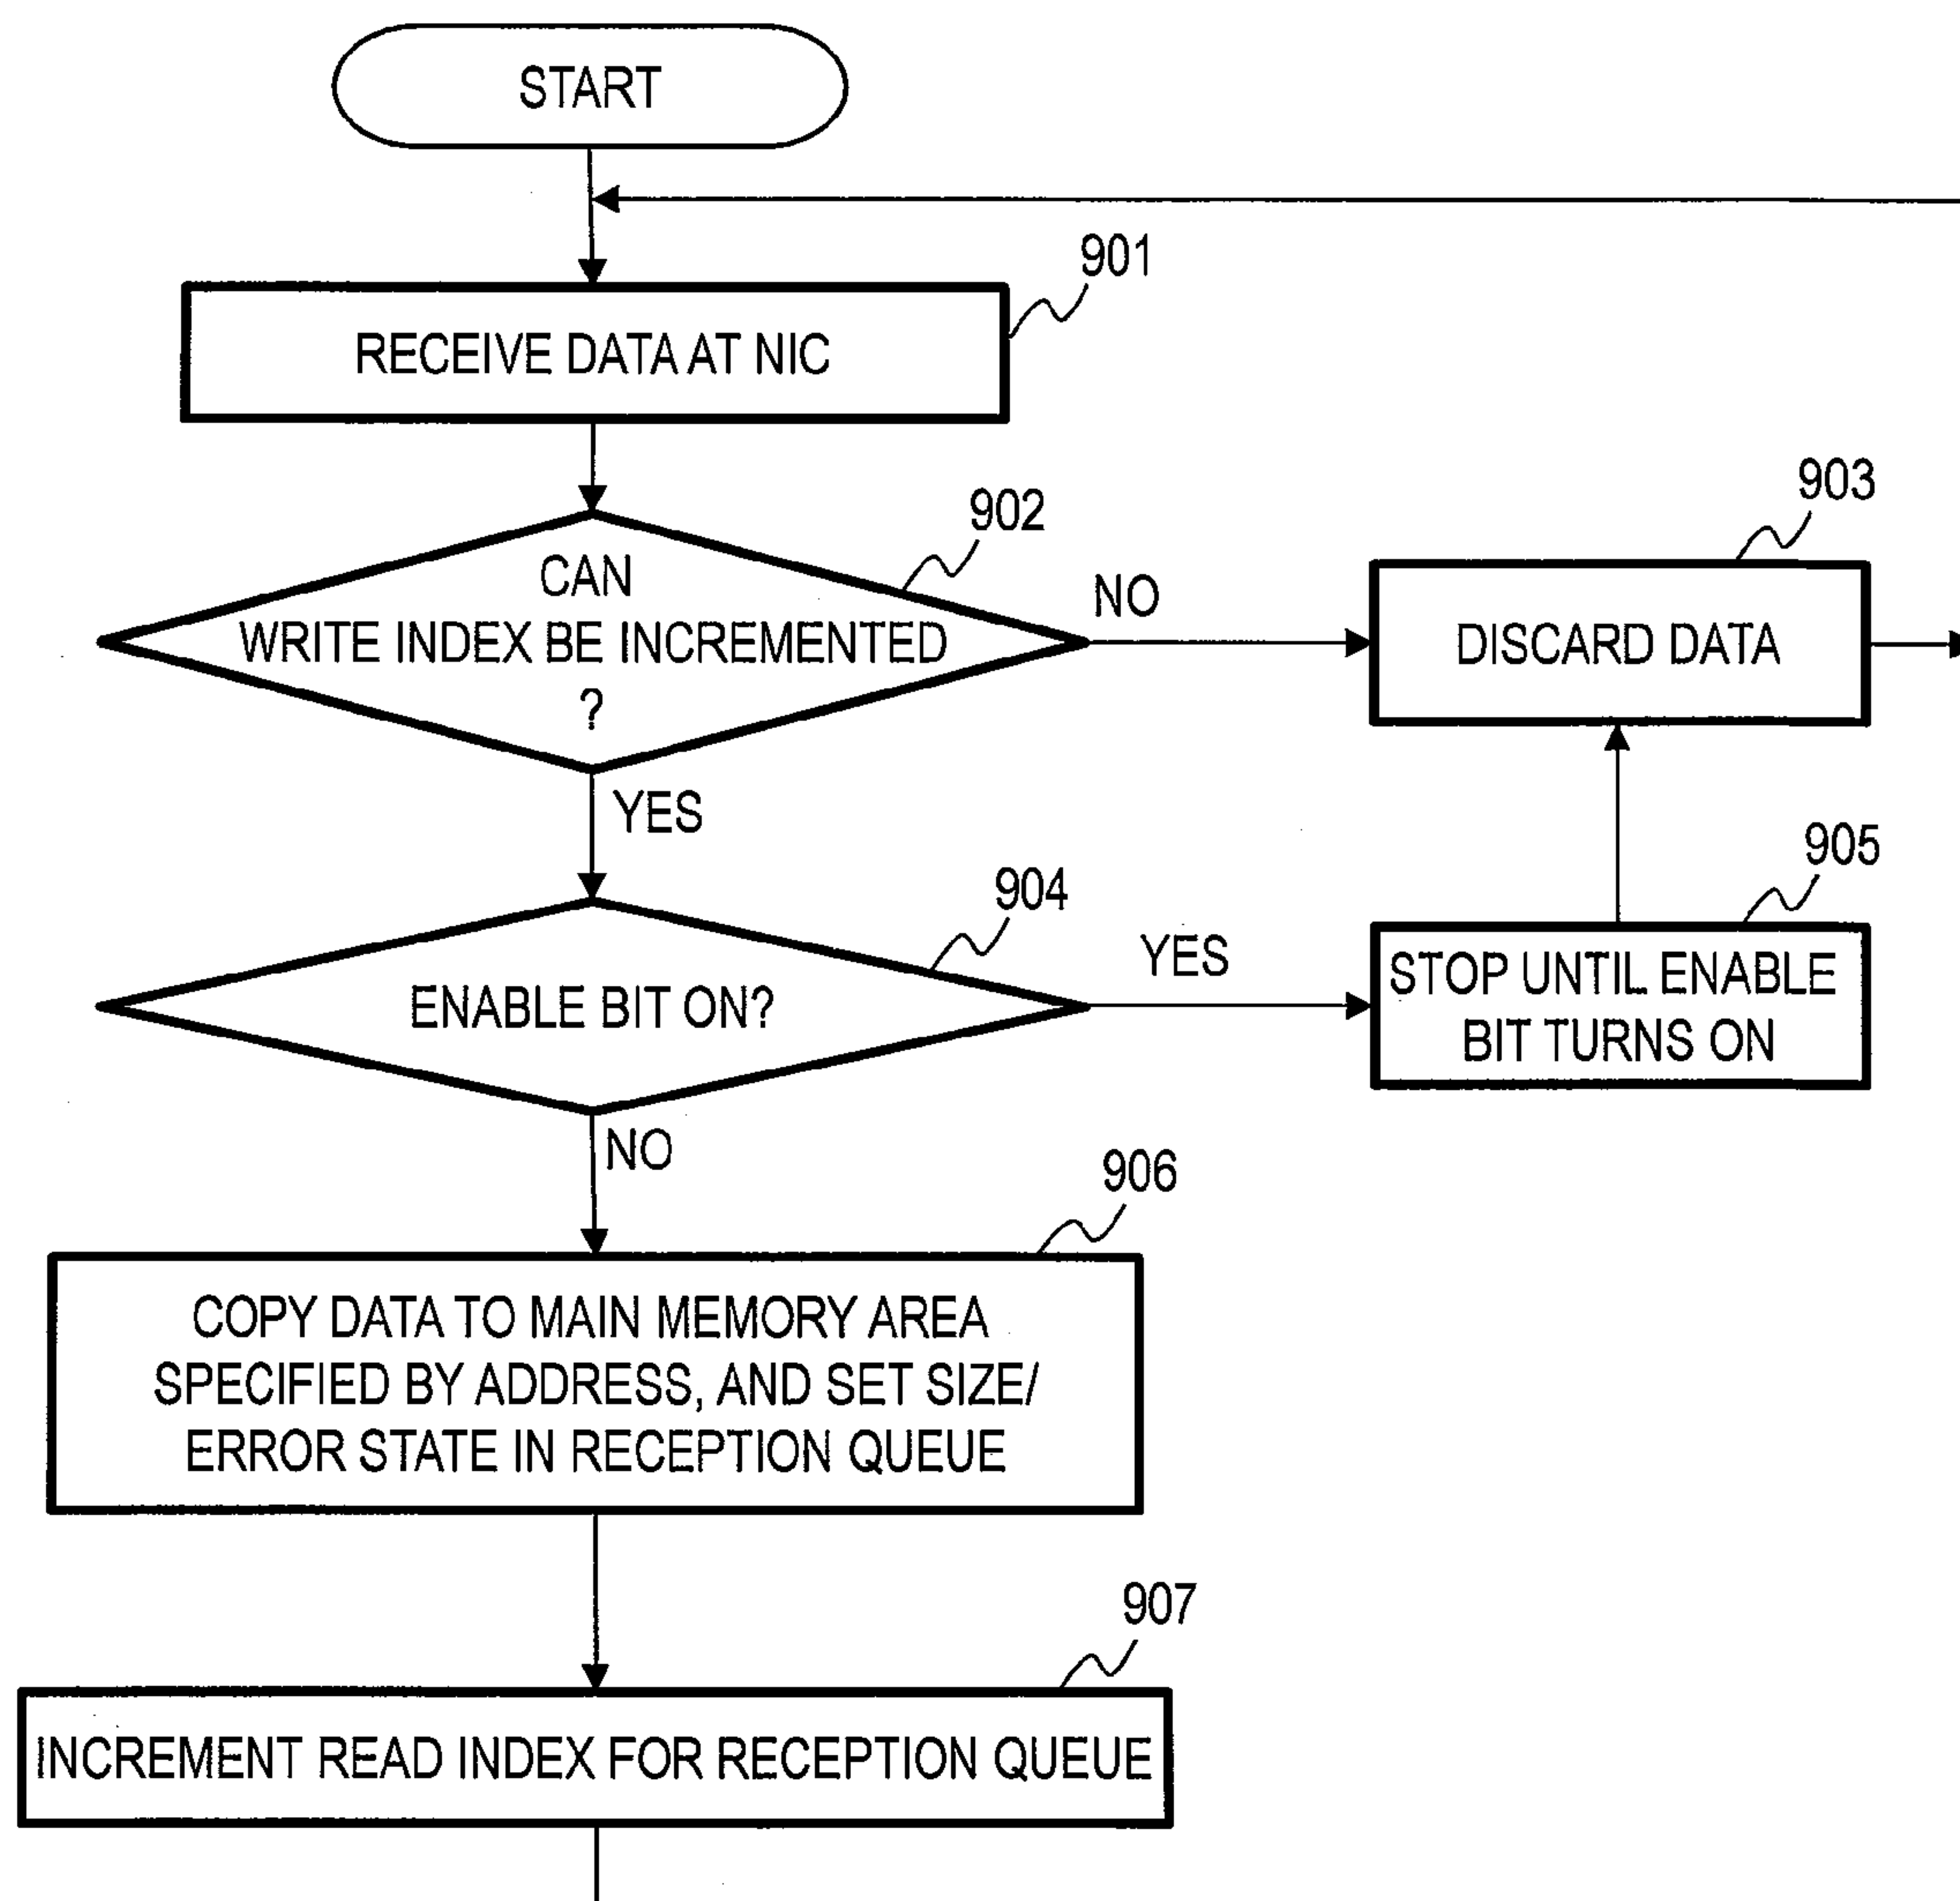 START
901
RECEIVE DATA AT NIC
902
CAN
WRITE INDEX BE INCREMENTED
?
NO
903
DISCARD DATA
YES
904
ENABLE BIT ON?
YES
905
STOP UNTIL ENABLE
BIT TURNS ON
NO
906
COPY DATA TO MAIN MEMORY AREA
SPECIFIED BY ADDRESS, AND SET SIZE/
ERROR STATE IN RECEPTION QUEUE
907
INCREMENT READ INDEX FOR RECEPTION QUEUE